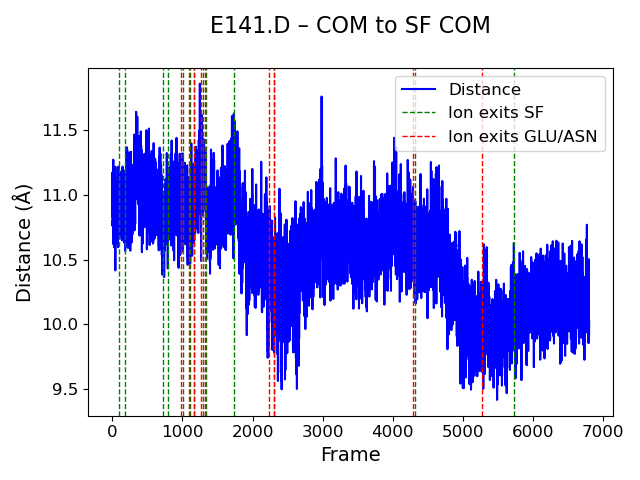 E141.D – COM to SF COM
Distance
Ion exits SF
Ion exits GLU/ASN
Distance (Å)
11.5
11.0
10.5
10.0
9.5
0 1000 2000 3000 4000 5000 6000 7000
Frame